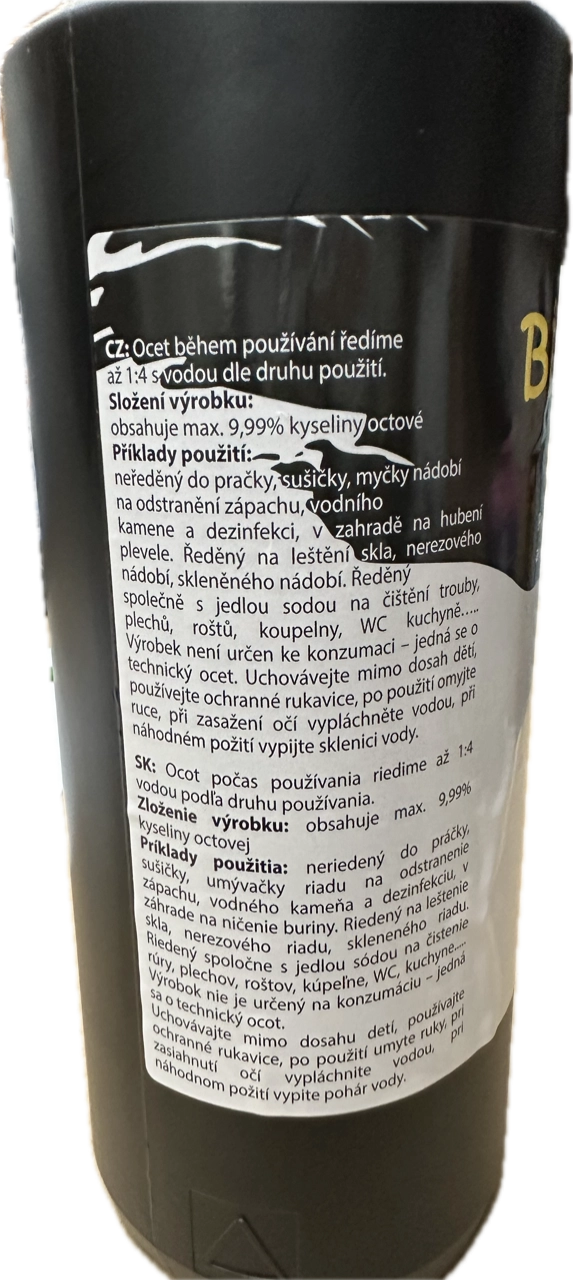 CZ: Ocet během používání ředíme
až 1:4 s vodou dle druhu použití.
Složení výrobku:
obsahuje max. 9,99% kyseliny octové
Příklady použití:
neředěný do pračky, sušičky, myčky nádobí
na odstranění zápachu, vodního
kamene a dezinfekci, v zahradě na hubení
plevele. Ředěný na leštění skla, nerezového
nádobí, skleněného nádobí. Ředěný
společně s jedlou sodou na čištění trouby,
plechů, roštů, koupelny, WC kuchyně.....
Výrobek není určen ke konzumaci – jedná se o
technický ocet. Uchovávejte mimo dosah dětí,
používejte ochranné rukavice, po použití omyjte
ruce, při zasažení očí vypláchněte vodou, při
náhodném požití vypijte sklenici vody.
SK: Ocot počas používania riedime až 1:4
vodou podľa druhu používania.
Zloženie výrobku: obsahuje max. 9,99%
kyseliny octovej
Príklady použitia: neriedený do práčky,
sušičky, umývačky riadu na odstranenie
zápachu, vodného kameňa a dezinfekciu, v
záhrade na ničenie buriny. Riedený na leštenie
skla, nerezového riadu, skleneného riadu.
Riedený spoločne s jedlou sódou na čistenie
rúry, plechov, roštov, kúpeľne, WC, kuchyne.....
Výrobok nie je určený na konzumáciu – jedná
sa o technický ocot.
Uchovávajte mimo dosahu detí, používajte
ochranné rukavice, po použití umyte ruky, pri
zasiahnutí očí vypláchnite vodou, pri
náhodnom požití vypite pohár vody.
B